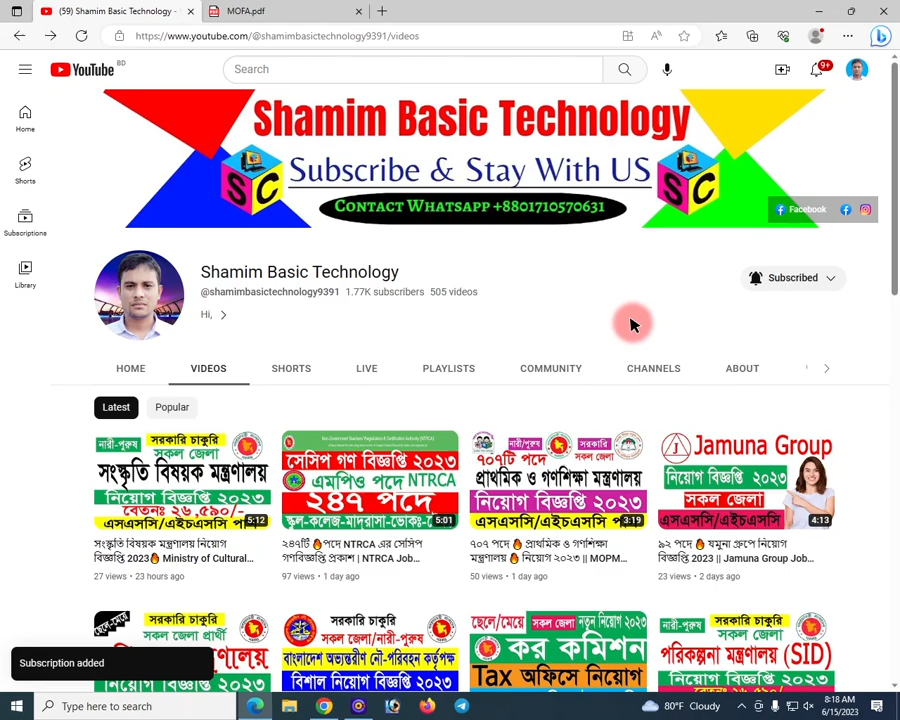 (59) Shamim Basic Technology -
MOFA.pdf
https://www.youtube.com/@shamimbasictechnology9391/videos
YouTube BD
Search
9+
Home
Shorts
Subscriptions
Library
Shamim Basic Technology
Subscribe & Stay With US
CONTACT WHATSAPP +8801710570631
SC
SC
Facebook
Shamim Basic Technology
@shamimbasictechnology9391 1.77K subscribers 505 videos
Hi,
Subscribed
HOME VIDEOS SHORTS LIVE PLAYLISTS COMMUNITY CHANNELS ABOUT
Latest Popular
নারী-পুরুষ সরকারি চাকুরি
সকল জেলা
সংস্কৃতি বিষয়ক মন্ত্রণালয়
নিয়োগ বিজ্ঞপ্তি ২০২৩
বেতনঃ ২৬,৫৯০/-
এসএসসি/এইচএসসি প
5:12
সংস্কৃতি বিষয়ক মন্ত্রণালয় নিয়োগ
বিজ্ঞপ্তি 2023🔥 Ministry of Cultural...
27 views • 23 hours ago
সেসিপ গণ বিজ্ঞপ্তি ২০২৩
এমপিও পদে NTRCA
২৪৭ পদে
স্কুল-কলেজ-মাদরাসা-ভোকেঃ
5:01
২৪৭টি 🔥পদে NTRCA এর সেসিপ
গণবিজ্ঞপ্তি প্রকাশ | NTRCA Job...
97 views • 1 day ago
নারী/পুরুষ সরকারি
৭০৭টি পদে সকল জেলা
প্রাথমিক ও গণশিক্ষা মন্ত্রণালয়
নিয়োগ বিজ্ঞপ্তি ২০২৩
এসএসসি/এইচএসসি প
3:19
৭০৭ পদে 🔥 প্রাথমিক ও গণশিক্ষা
মন্ত্রণালয় 🔥 নিয়োগ ২০২৩ || MOPM...
50 views • 1 day ago
Jamuna Group
নিয়োগ বিজ্ঞপ্তি ২০২৩
সকল জেলা
এসএসসি/এইচএসসি
4:13
৯২ পদে 🔥 যমুনা গ্রুপে নিয়োগ
বিজ্ঞপ্তি ২০২৩ || Jamuna Group Job...
23 views • 2 days ago
ছেলে-মেয়ে সরকারি চাকুরি
সকল জেলা প্রার্থী
সরকারি চাকুরি
সকল জেলা/নারী-পুরুষ
বাংলাদেশ অভ্যন্তরীণ নৌ-পরিবহন কর্তৃপক্ষ
বিশাল নিয়োগ বিজ্ঞপ্তি ২০২৩
ছেলে/মেয়ে সকল জেলা নতুন নিয়োগ ২০২৩
কর কমিশন
Tax অফিসে নিয়োগ
নারী-পুরুষ সরকারি চাকুরি
সকল জেলা
পরিকল্পনা মন্ত্রণালয় (SID)
Subscription added
Type here to search
80°F Cloudy
8:18 AM
6/15/2023